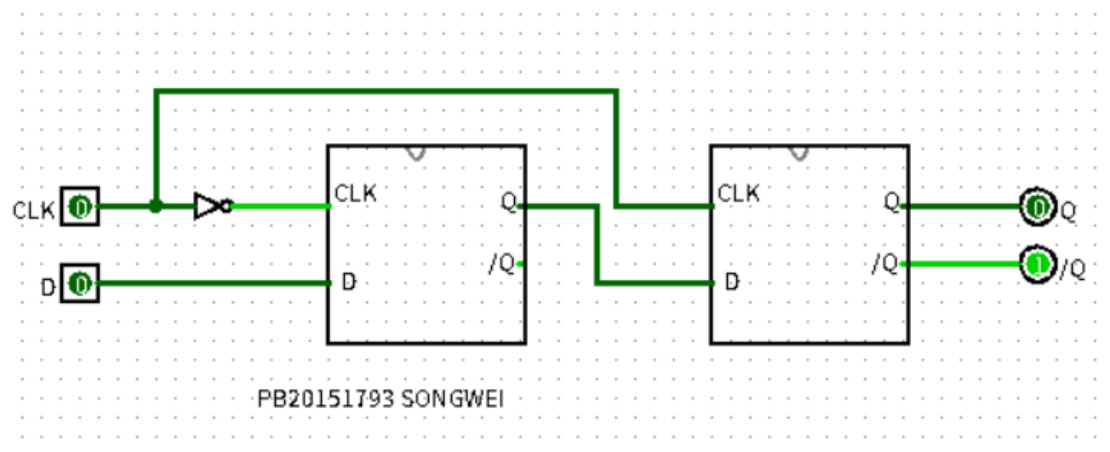 CLK 0
D 0
CLK
D
Q
/Q
CLK
D
Q
/Q
0 Q
1 /Q
PB20151793 SONGWEI